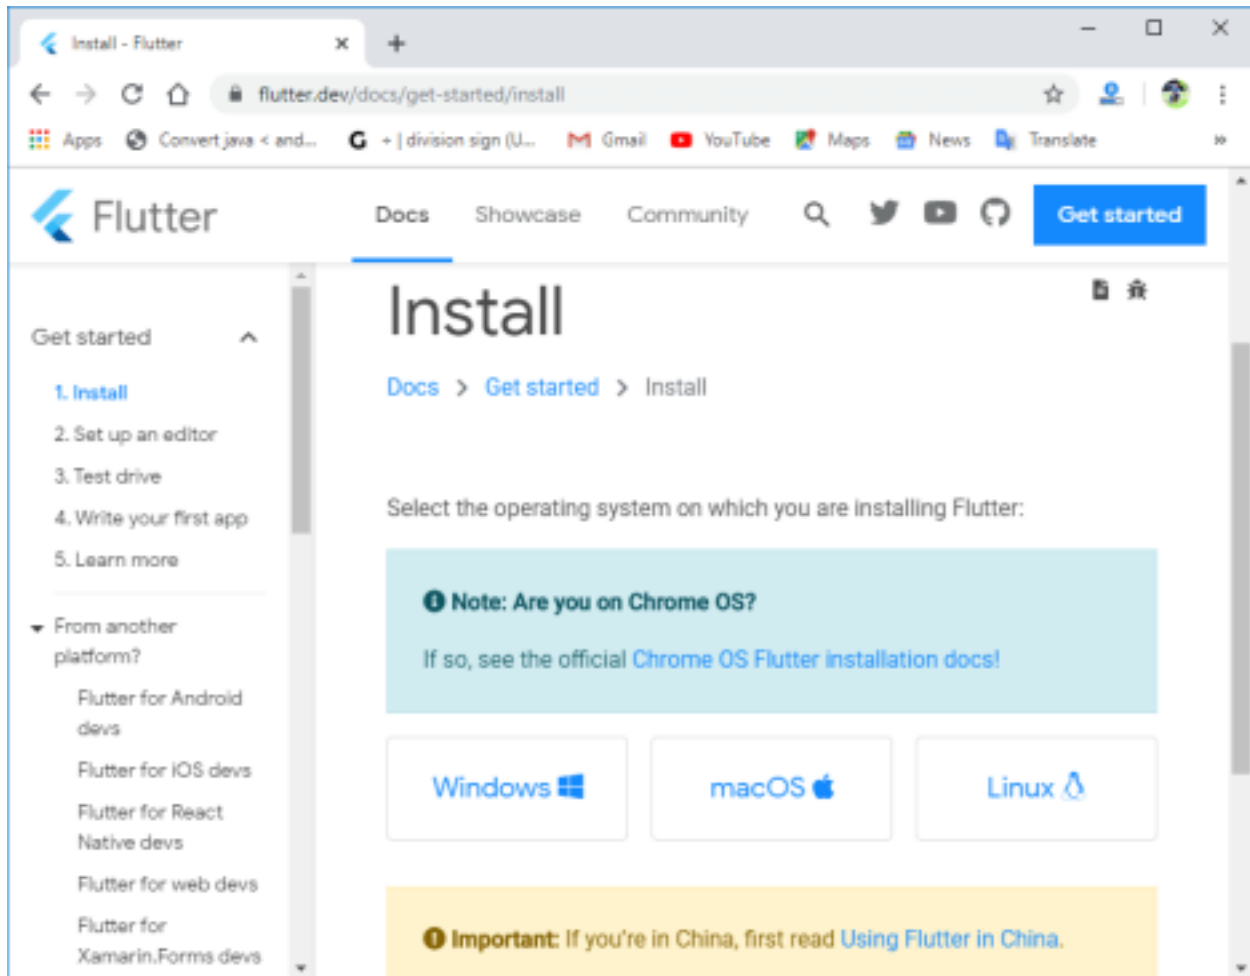 Install - Flutter
flutter.dev/docs/get-started/install
Apps Convert java < and... ÷ | division sign (U... Gmail YouTube Maps News Translate »
Flutter Docs Showcase Community Get started
Get started
1. Install
2. Set up an editor
3. Test drive
4. Write your first app
5. Learn more
From another
platform?
Flutter for Android
devs
Flutter for iOS devs
Flutter for React
Native devs
Flutter for web devs
Flutter for
Xamarin.Forms devs
Install
Docs > Get started > Install
Select the operating system on which you are installing Flutter:
Note: Are you on Chrome OS?
If so, see the official Chrome OS Flutter installation docs!
Windows macOS Linux
Important: If you're in China, first read Using Flutter in China.